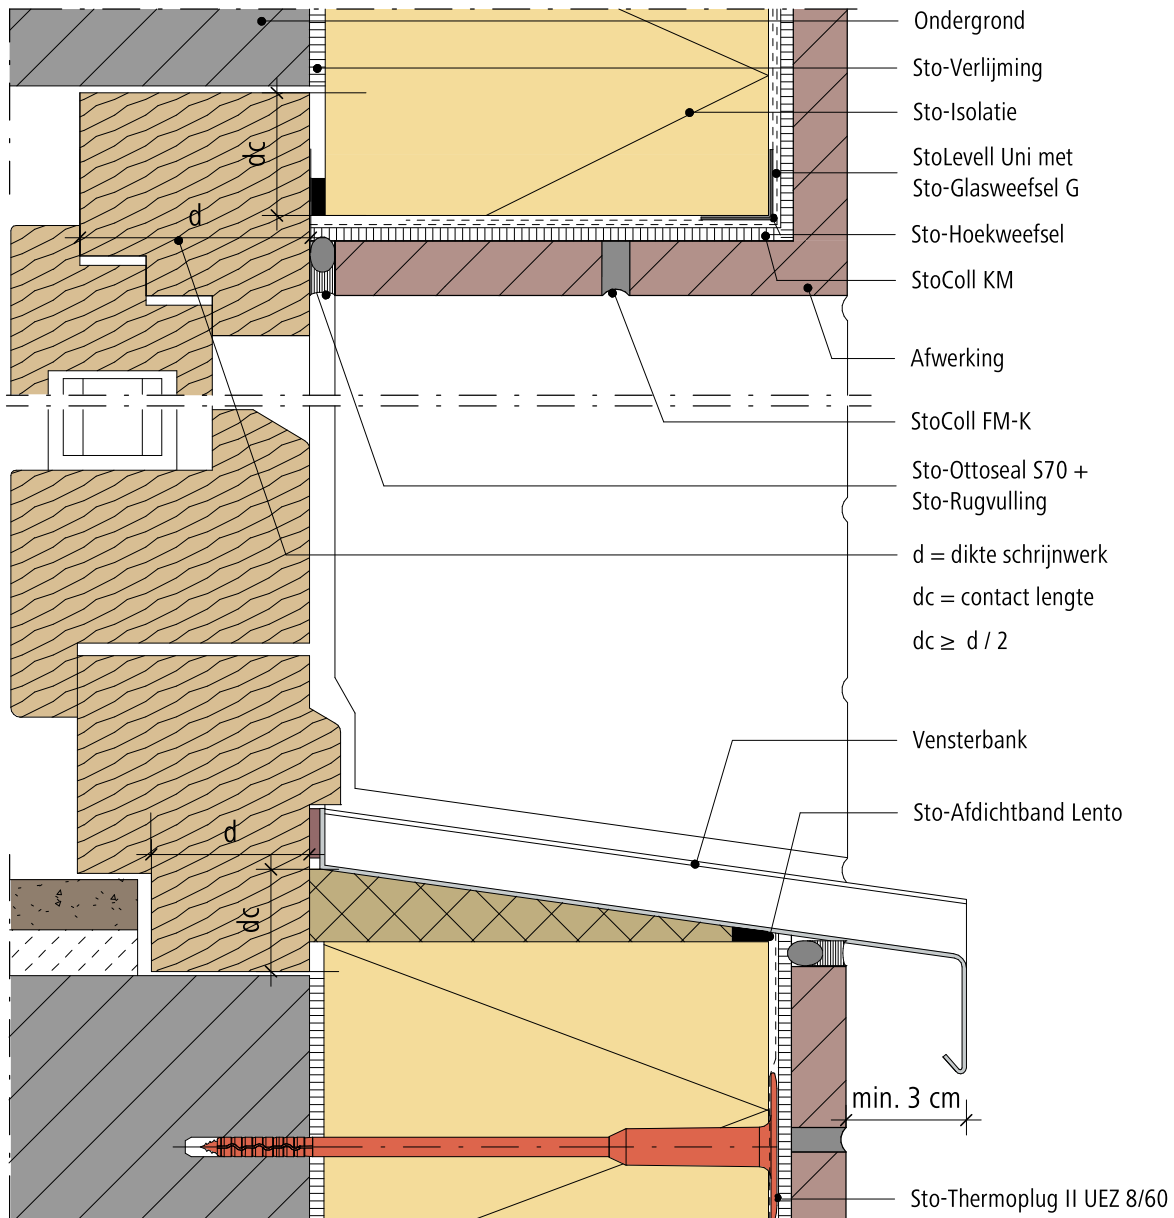 Ondergrond
Sto-Verlijming
Sto-Isolatie
StoLevell Uni met
Sto-Glasweefsel G
Sto-Hoekweefsel
StoColl KM
Afwerking
StoColl FM-K
Sto-Ottoseal S70 +
Sto-Rugvulling
d = dikte schrijnwerk
dc = contact lengte
dc ≥ d / 2
Vensterbank
Sto-Afdichtband Lento
min. 3 cm
Sto-Thermoplug II UEZ 8/60
dc
d
d
dc